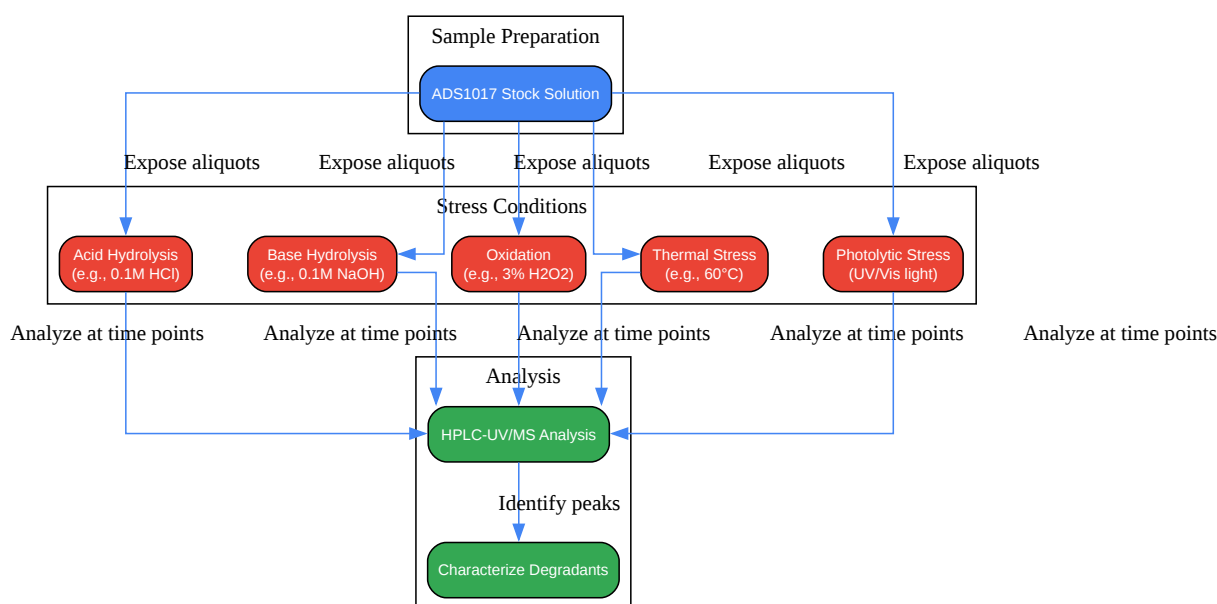 Sample Preparation
ADS1017 Stock Solution
Expose aliquots
Expose aliquots
Expose aliquots
Expose aliquots
Expose aliquots
Stress Conditions
Acid Hydrolysis
(e.g., 0.1M HCl)
Base Hydrolysis
(e.g., 0.1M NaOH)
Oxidation
(e.g., 3% H2O2)
Thermal Stress
(e.g., 60°C)
Photolytic Stress
(UV/Vis light)
Analyze at time points
Analyze at time points
Analyze at time points
Analyze at time points
Analyze at time points
Analysis
HPLC-UV/MS Analysis
Identify peaks
Characterize Degradants